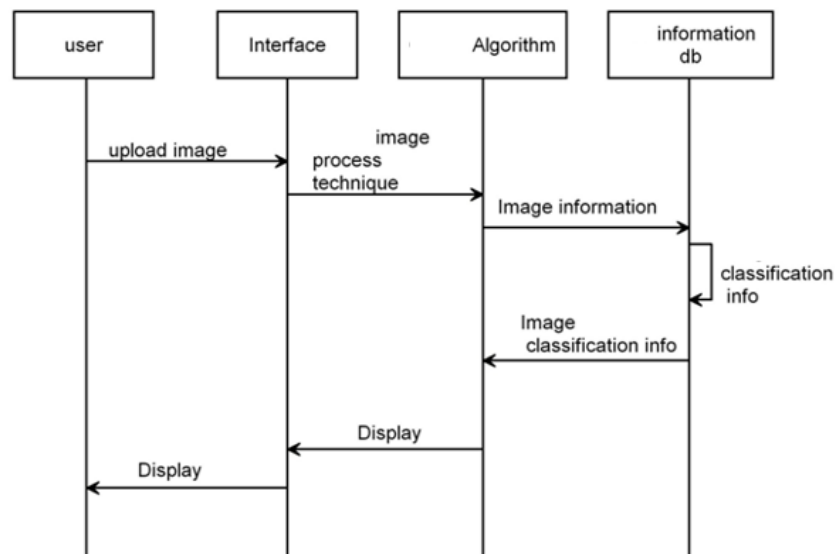 user
Interface
Algorithm
information
db
upload image
image
process
technique
Image information
classification
info
Image
classification info
Display
Display